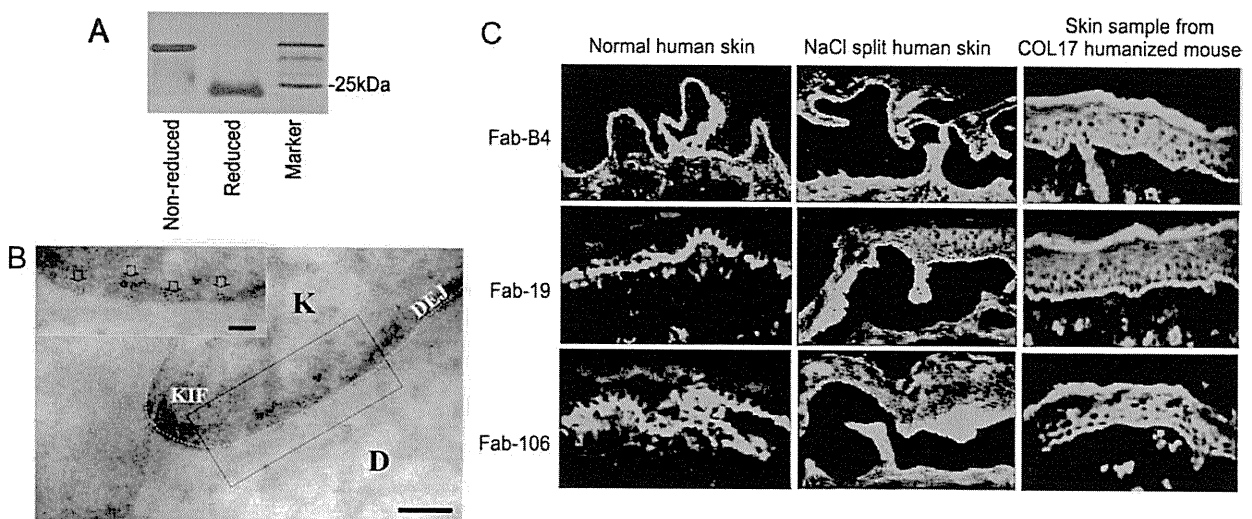 A
-25kDa
Non-reduced
Reduced
Marker
B
K
DEJ
KIF
D
C
Normal human skin
NaCl split human skin
Skin sample from
COL17 humanized mouse
Fab-B4
Fab-19
Fab-106